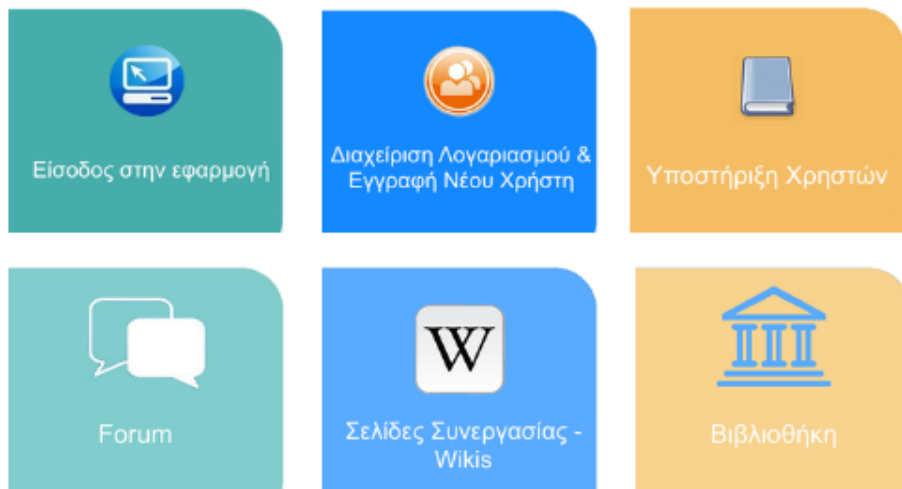 Είσοδος στην εφαρμογή
Διαχείριση Λογαριασμού &
Εγγραφή Νέου Χρήστη
Υποστήριξη Χρηστών
Forum
W
Σελίδες Συνεργασίας -
Wikis
Βιβλιοθήκη